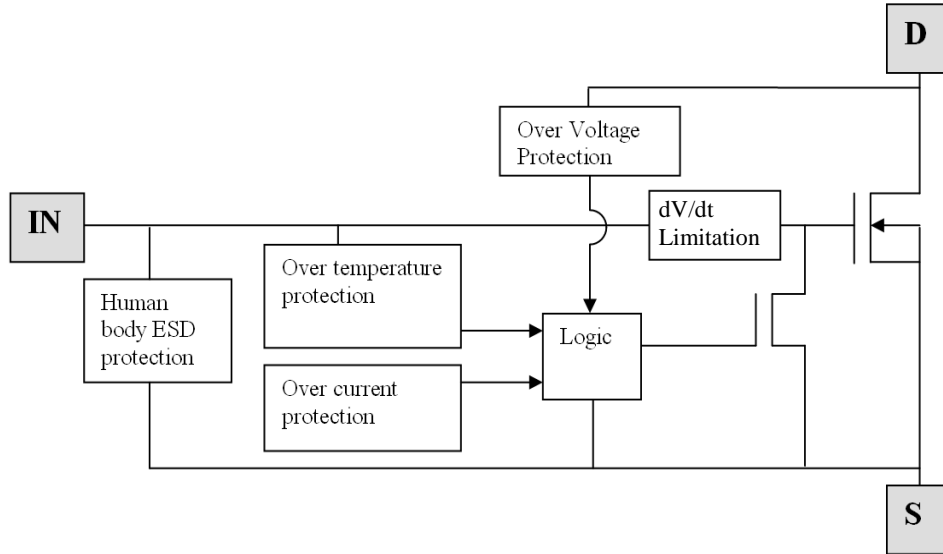 D
Over Voltage
Protection
IN
dV/dt
Limitation
Over temperature
protection
Human
body ESD
protection
Logic
Over current
protection
S